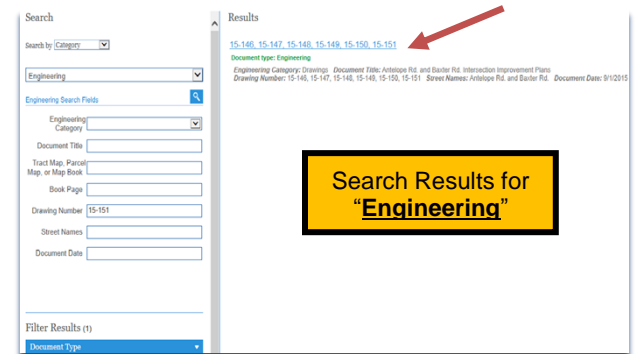 Search
Search by Category
Engineering
Engineering Search Fields
Engineering
Category
Document Title
Tract Map, Parcel
Map, or Map Book
Book Page
Drawing Number 15-151
Street Names
Document Date
Filter Results (1)
Document Type
Results
15-146, 15-147, 15-148, 15-149, 15-150, 15-151
Document type: Engineering
Engineering Category: Drawings Document Title: Antelope Rd. and Baxter Rd. Intersection Improvement Plans
Drawing Number: 15-146, 15-147, 15-148, 15-149, 15-150, 15-151 Street Names: Antelope Rd. and Baxter Rd. Document Date: 9/1/2015
Search Results for
“Engineering”